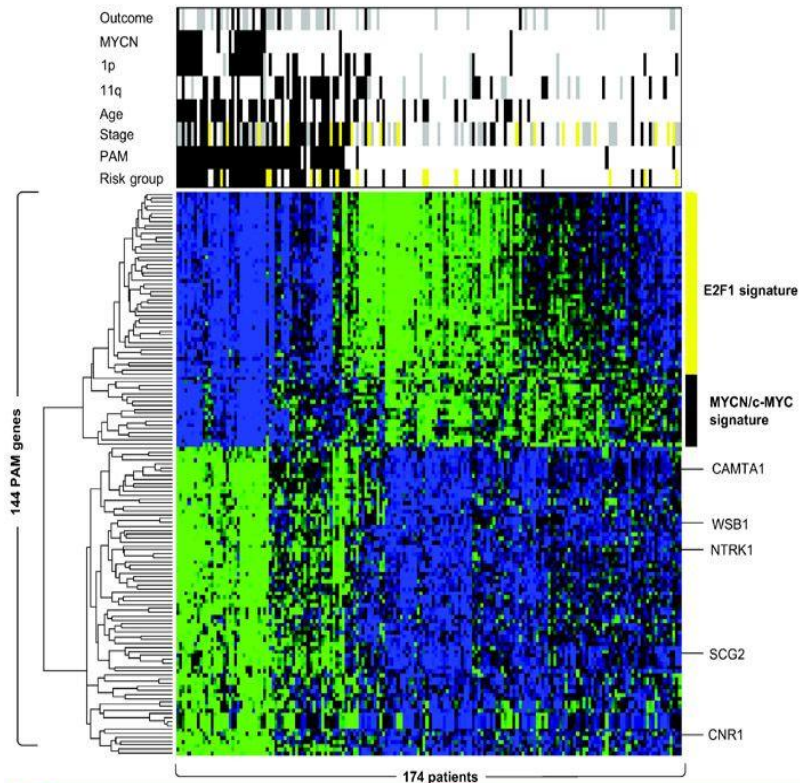 Outcome
MYCN
1p
11q
Age
Stage
PAM
Risk group
E2F1 signature
MYCN/c-MYC
signature
144 PAM genes
CAMTA1
WSB1
NTRK1
SCG2
CNR1
174 patients